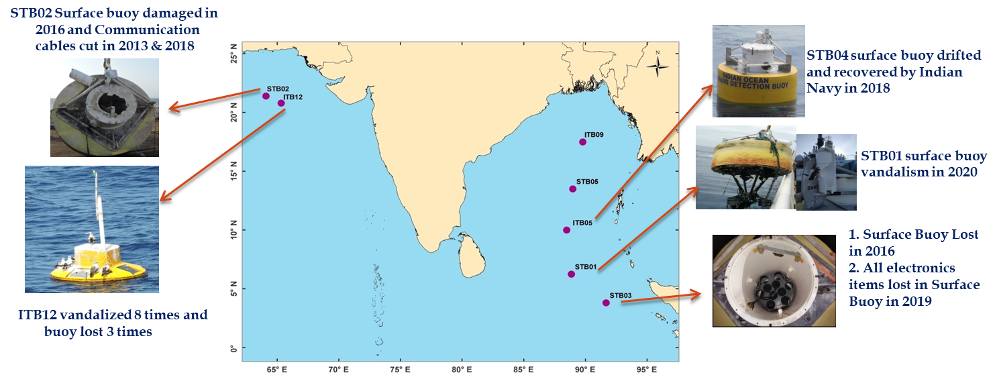 STB02 Surface buoy damaged in
2016 and Communication
cables cut in 2013 & 2018
ITB12 vandalized 8 times and
buoy lost 3 times
25° N
20° N
15° N
10° N
5° N
0°
65° E
70° E
75° E
80° E
85° E
90° E
95° E
N
STB02
ITB12
ITB09
STB05
ITB05
STB01
STB03
INDIAN OCEAN
NAMI DETECTION BUOY
STB04 surface buoy drifted
and recovered by Indian
Navy in 2018
STB01 surface buoy
vandalism in 2020
1. Surface Buoy Lost
in 2016
2. All electronics
items lost in Surface
Buoy in 2019